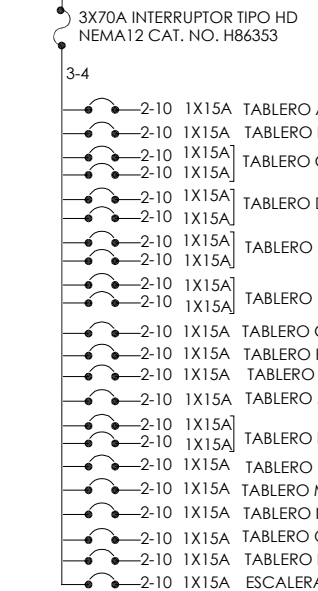 3X70A INTERRUPTOR TIPO HD
NEMA12 CAT. NO. H86353
3-4
2-10 1X15A TABLERO
2-10 1X15A TABLERO
2-10 1X15A
TABLERO
2-10 1X15A
2-10 1X15A
TABLERO
2-10 1X15A
2-10 1X15A
TABLERO
2-10 1X15A
2-10 1X15A
TABLERO
2-10 1X15A
2-10 1X15A TABLERO
2-10 1X15A TABLERO
2-10 1X15A TABLERO
2-10 1X15A TABLERO
2-10 1X15A
TABLERO
2-10 1X15A
2-10 1X15A TABLERO
2-10 1X15A TABLERO
2-10 1X15A TABLERO
2-10 1X15A TABLERO
2-10 1X15A TABLERO
2-10 1X15A ESCALERA